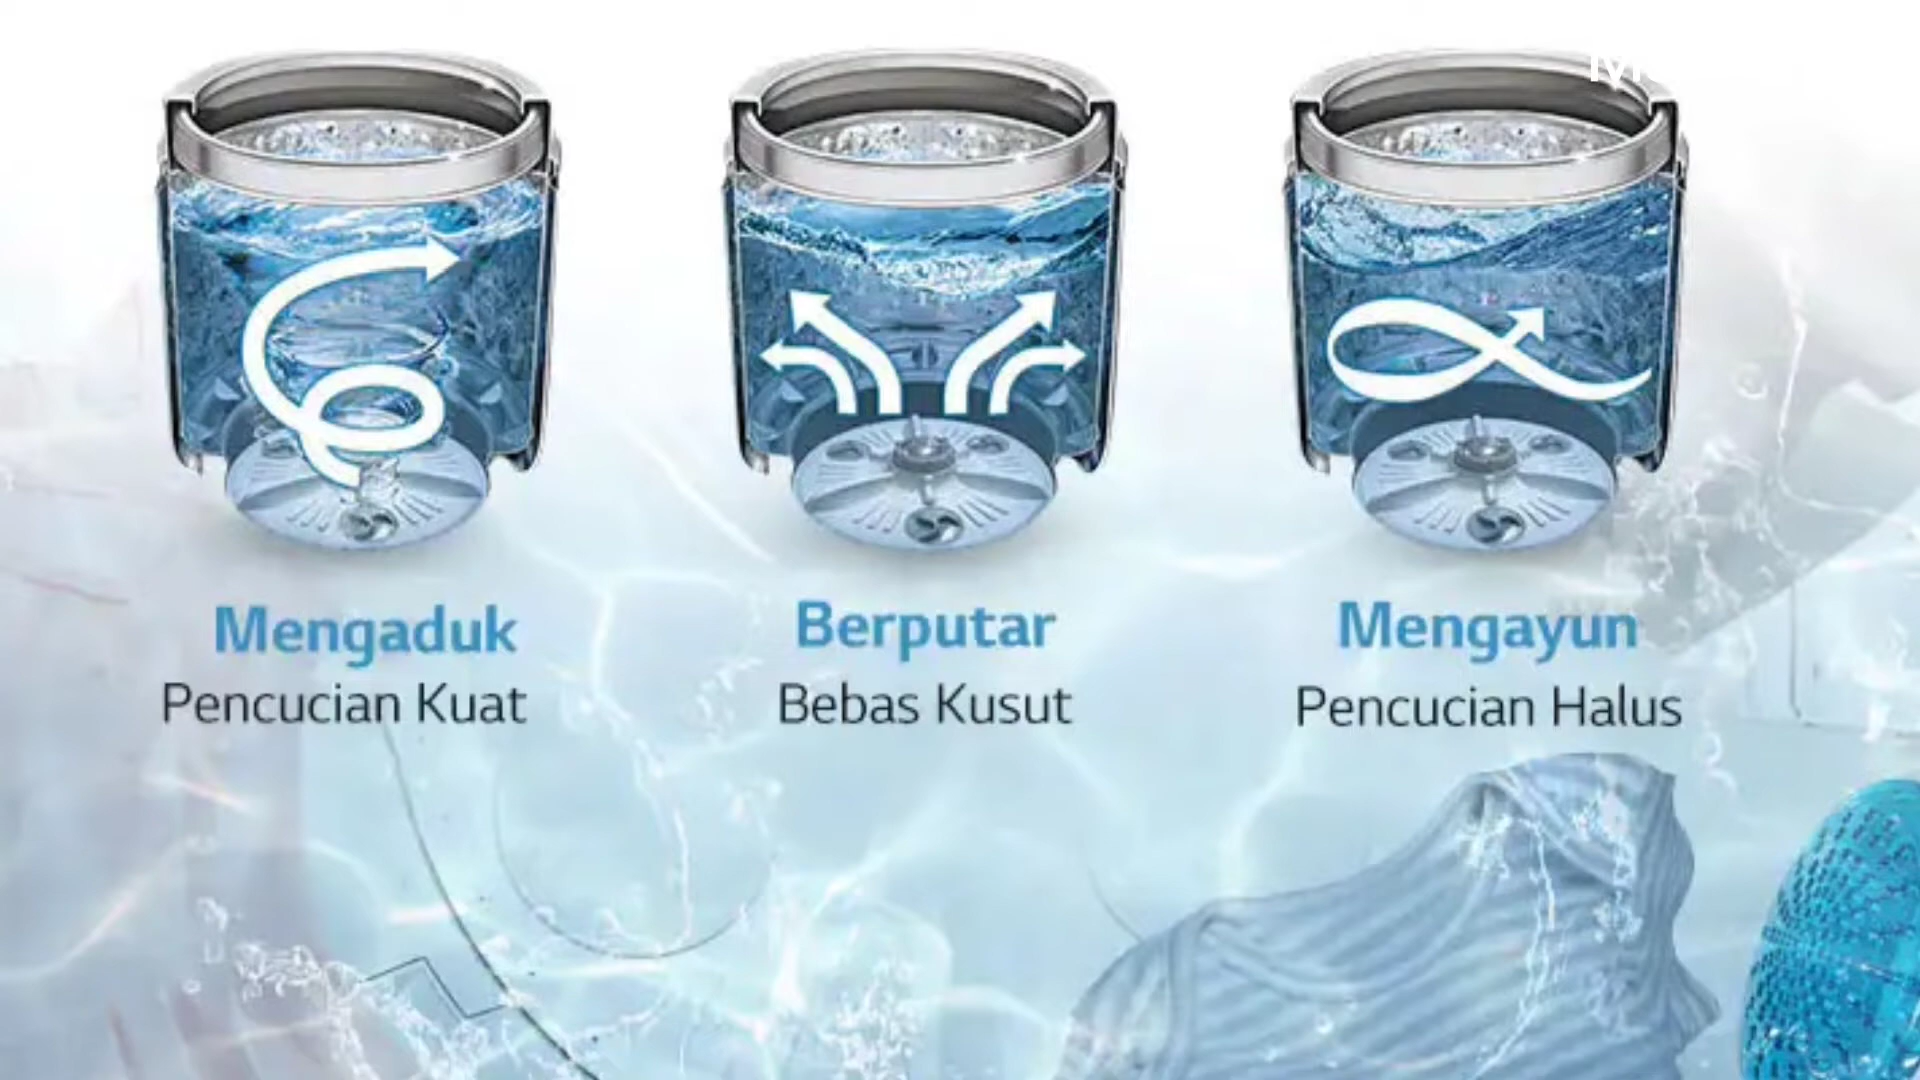 Mengaduk
Pencucian Kuat
Berputar
Bebas Kusut
Mengayun
Pencucian Halus